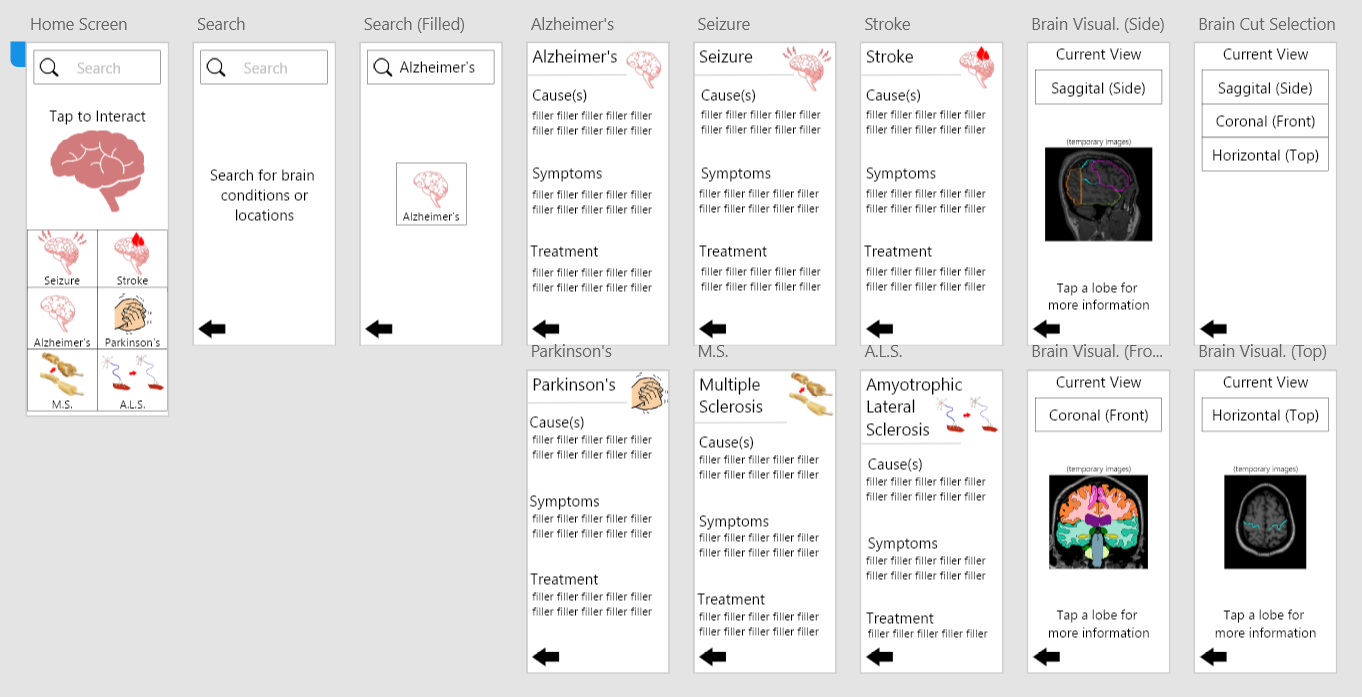 Home Screen
Search
Tap to Interact
Seizure
Stroke
Alzheimer's
Parkinson's
M.S.
A.L.S.
Search
Search
Search for brain
conditions or
locations
Search (Filled)
Alzheimer's
Alzheimer's
Alzheimer's
Alzheimer's
Cause(s)
filler filler filler filler filler
filler filler filler filler filler
Symptoms
filler filler filler filler filler
filler filler filler filler filler
Treatment
filler filler filler filler filler
filler filler filler filler filler
Seizure
Seizure
Cause(s)
filler filler filler filler filler
filler filler filler filler filler
Symptoms
filler filler filler filler filler
filler filler filler filler filler
Treatment
filler filler filler filler filler
filler filler filler filler filler
Stroke
Stroke
Cause(s)
filler filler filler filler filler
filler filler filler filler filler
Symptoms
filler filler filler filler filler
filler filler filler filler filler
Treatment
filler filler filler filler filler
filler filler filler filler filler
Brain Visual. (Side)
Current View
Saggital (Side)
(temporary images)
Tap a lobe for
more information
Brain Cut Selection
Current View
Saggital (Side)
Coronal (Front)
Horizontal (Top)
Parkinson's
Parkinson's
Cause(s)
filler filler filler filler filler
filler filler filler filler filler
Symptoms
filler filler filler filler filler
filler filler filler filler filler
Treatment
filler filler filler filler filler
filler filler filler filler filler
M.S.
Multiple
Sclerosis
Cause(s)
filler filler filler filler filler
filler filler filler filler filler
Symptoms
filler filler filler filler filler
filler filler filler filler filler
Treatment
filler filler filler filler filler
filler filler filler filler filler
A.L.S.
Amyotrophic
Lateral
Sclerosis
Cause(s)
filler filler filler filler filler
filler filler filler filler filler
Symptoms
filler filler filler filler filler
filler filler filler filler filler
Treatment
filler filler filler filler filler
Brain Visual. (Fro...
Current View
Coronal (Front)
(temporary images)
Tap a lobe for
more information
Brain Visual. (Top)
Current View
Horizontal (Top)
(temporary images)
Tap a lobe for
more information